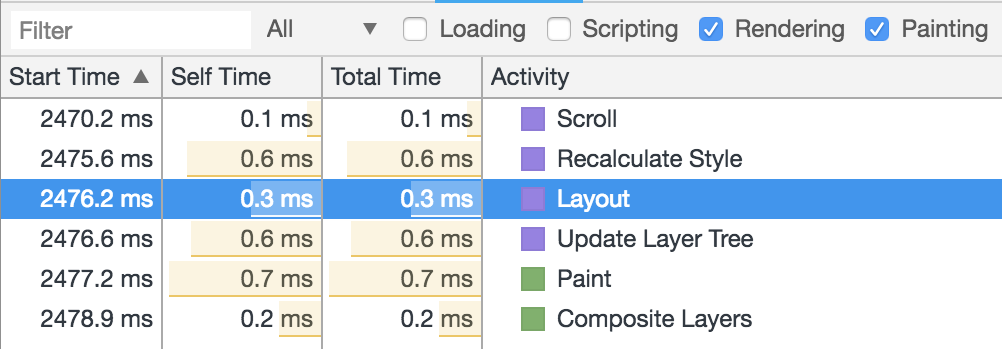 Filter All Loading Scripting Rendering Painting
Start Time ▲ Self Time Total Time Activity
2470.2 ms 0.1 ms 0.1 ms Scroll
2475.6 ms 0.6 ms 0.6 ms Recalculate Style
2476.2 ms 0.3 ms 0.3 ms Layout
2476.6 ms 0.6 ms 0.6 ms Update Layer Tree
2477.2 ms 0.7 ms 0.7 ms Paint
2478.9 ms 0.2 ms 0.2 ms Composite Layers